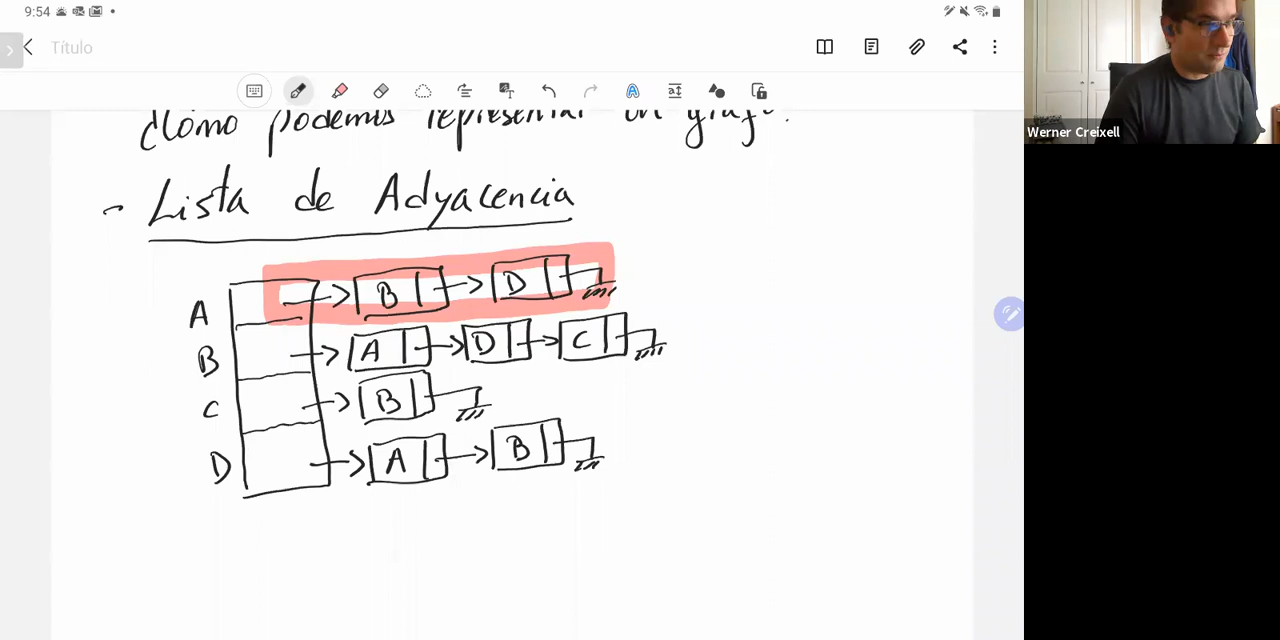 9:54
Título
¿Cómo podemos representar un grafo?
- Lista de Adyacencia
A B D
B A D C
C B
D A B
Werner Creixell